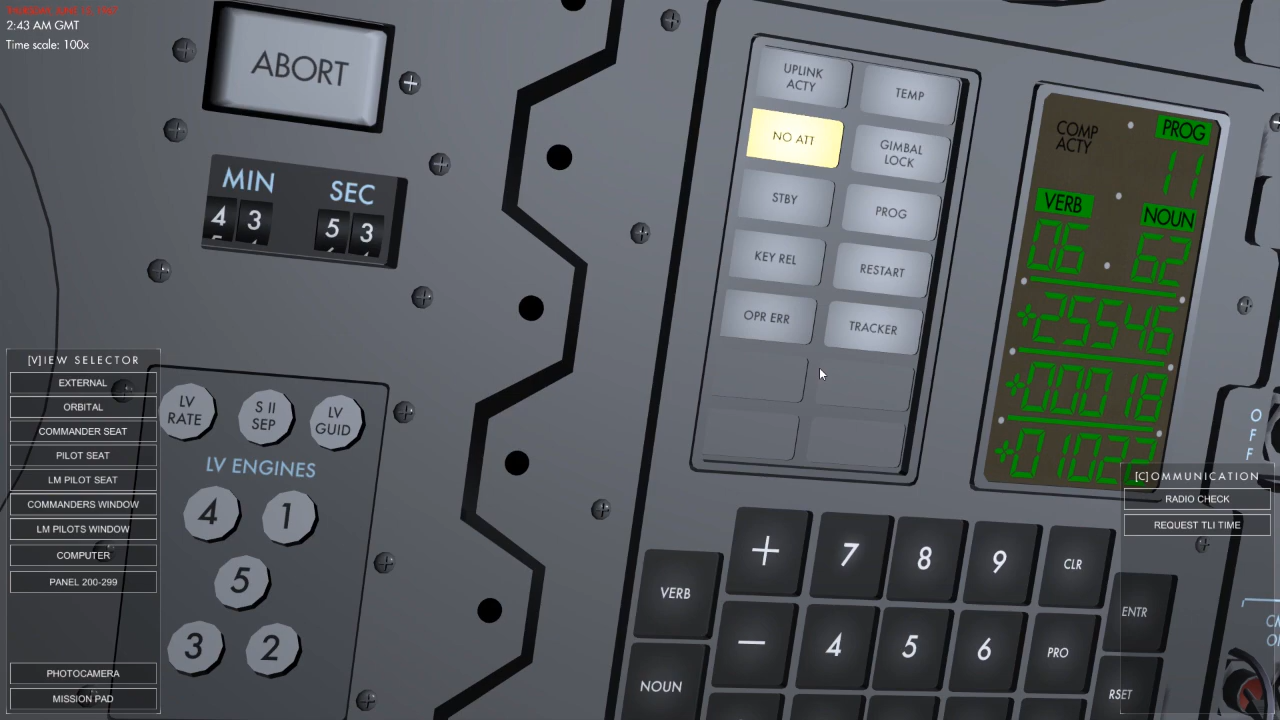 2:43 AM GMT
Time scale: 100x
ABORT
MIN SEC
4 3 5 3
UPLINK
ACTY
TEMP
NO ATT
GIMBAL
LOCK
STBY
PROG
KEY REL
RESTART
OPR ERR
TRACKER
COMP
ACTY
PROG
11
VERB
NOUN
06
62
+25546
+00018
+01022
[V]IEW SELECTOR
EXTERNAL
ORBITAL
COMMANDER SEAT
PILOT SEAT
LM PILOT SEAT
COMMANDERS WINDOW
LM PILOTS WINDOW
COMPUTER
PANEL 200-299
PHOTOCAMERA
MISSION PAD
LV
RATE
S II
SEP
LV
GUID
LV ENGINES
4 1
5
3 2
O
F
F
[C]OMMUNICATION
RADIO CHECK
REQUEST TLI TIME
VERB
NOUN
+ 7 8 9 CLR
ENTR
− 4 5 6 PRO
RSET